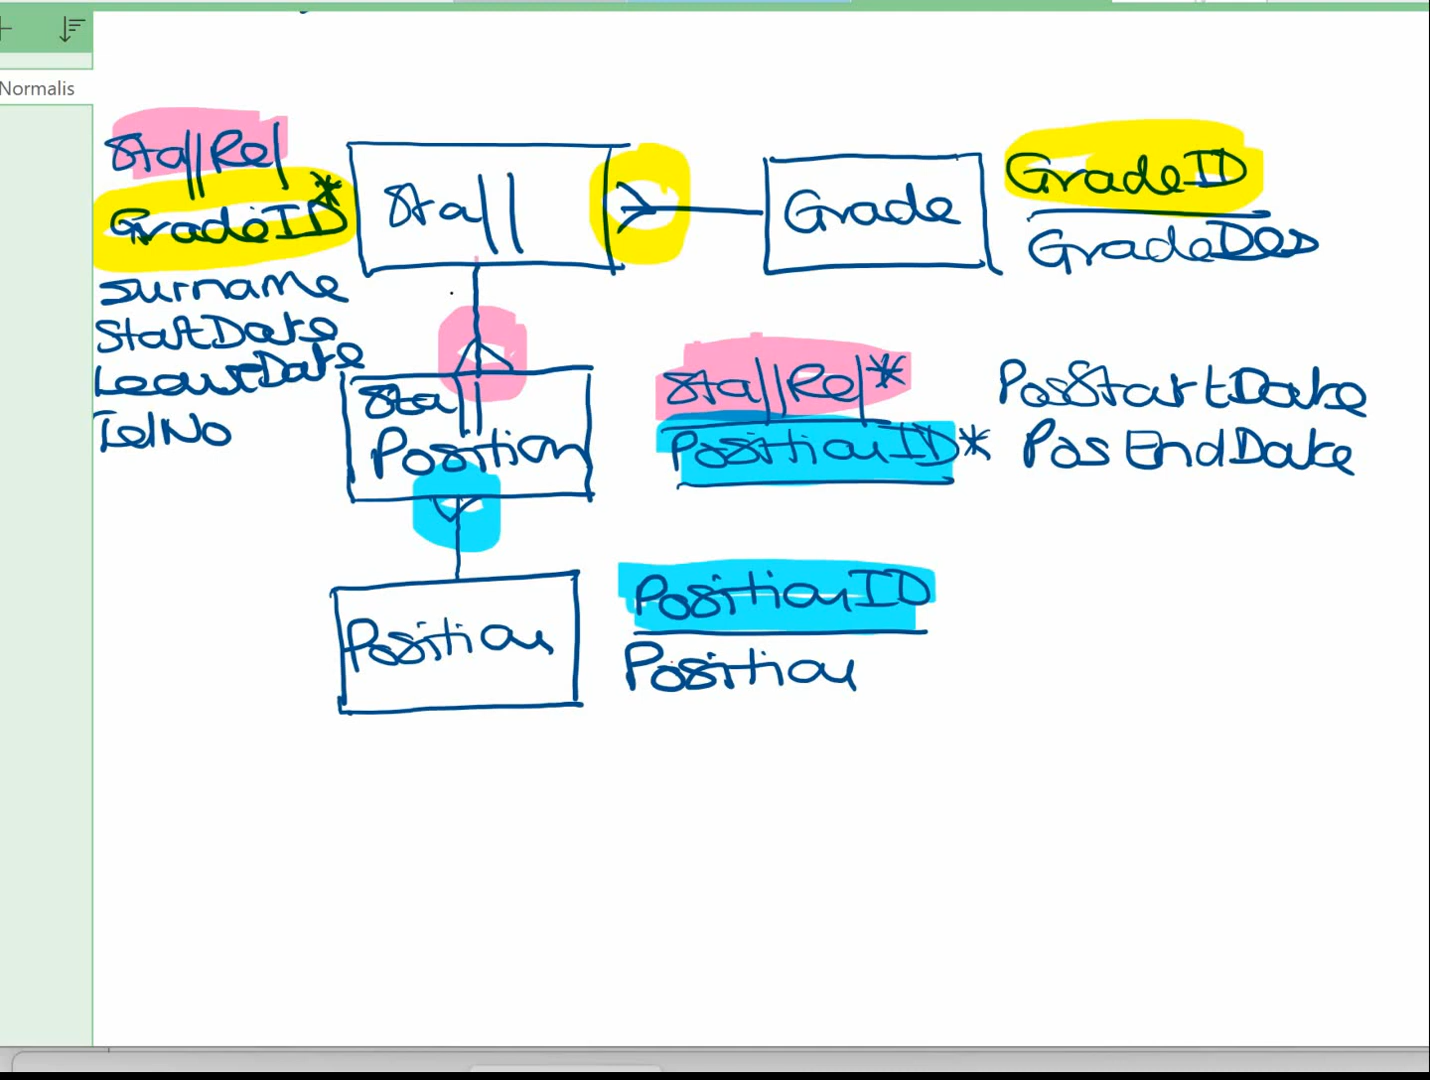 Normalis
StaffRef
GradeID*
surname
StartDate
LeaveDate
TelNo
Staff
Grade
GradeID
GradeDes
Staff
Position
StaffRef*
PositionID*
PosStartDate
PosEndDate
Position
PositionID
Position